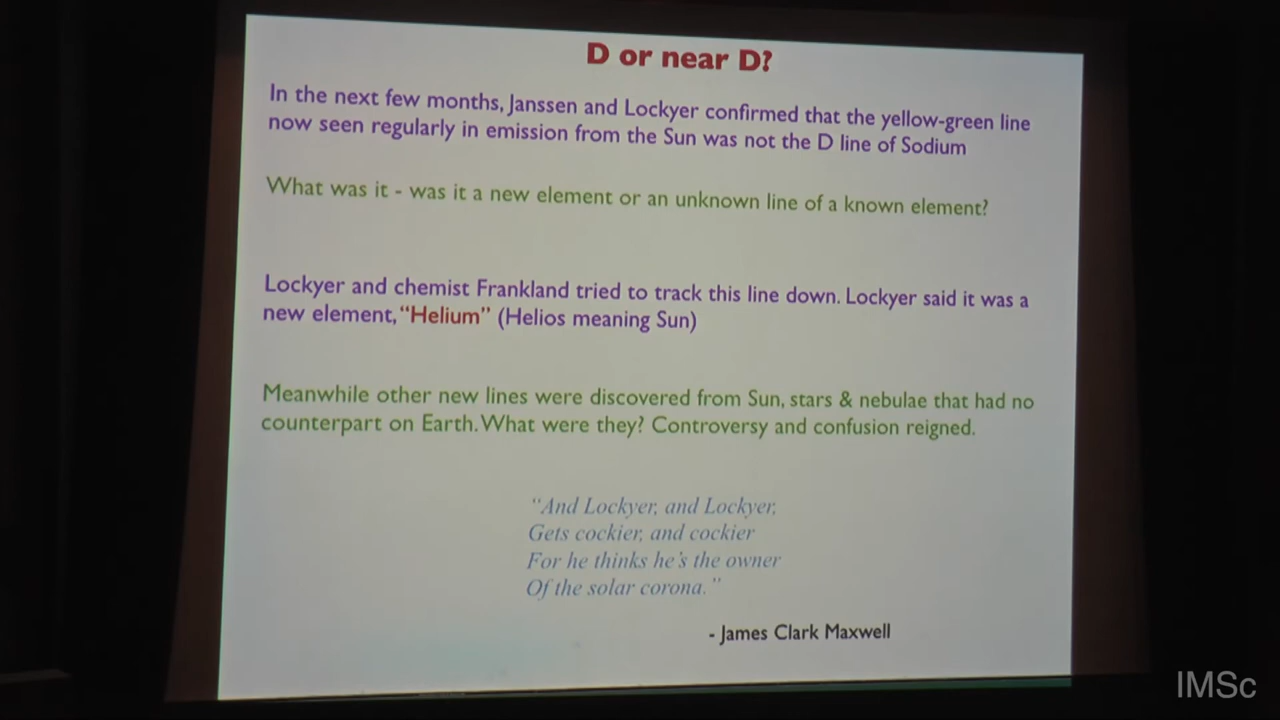 D or near D?
In the next few months, Janssen and Lockyer confirmed that the yellow-green line
now seen regularly in emission from the Sun was not the D line of Sodium
What was it - was it a new element or an unknown line of a known element?
Lockyer and chemist Frankland tried to track this line down. Lockyer said it was a
new element, “Helium” (Helios meaning Sun)
Meanwhile other new lines were discovered from Sun, stars & nebulae that had no
counterpart on Earth. What were they? Controversy and confusion reigned.
“And Lockyer, and Lockyer,
Gets cockier, and cockier
For he thinks he’s the owner
Of the solar corona.”
- James Clark Maxwell
IMSc